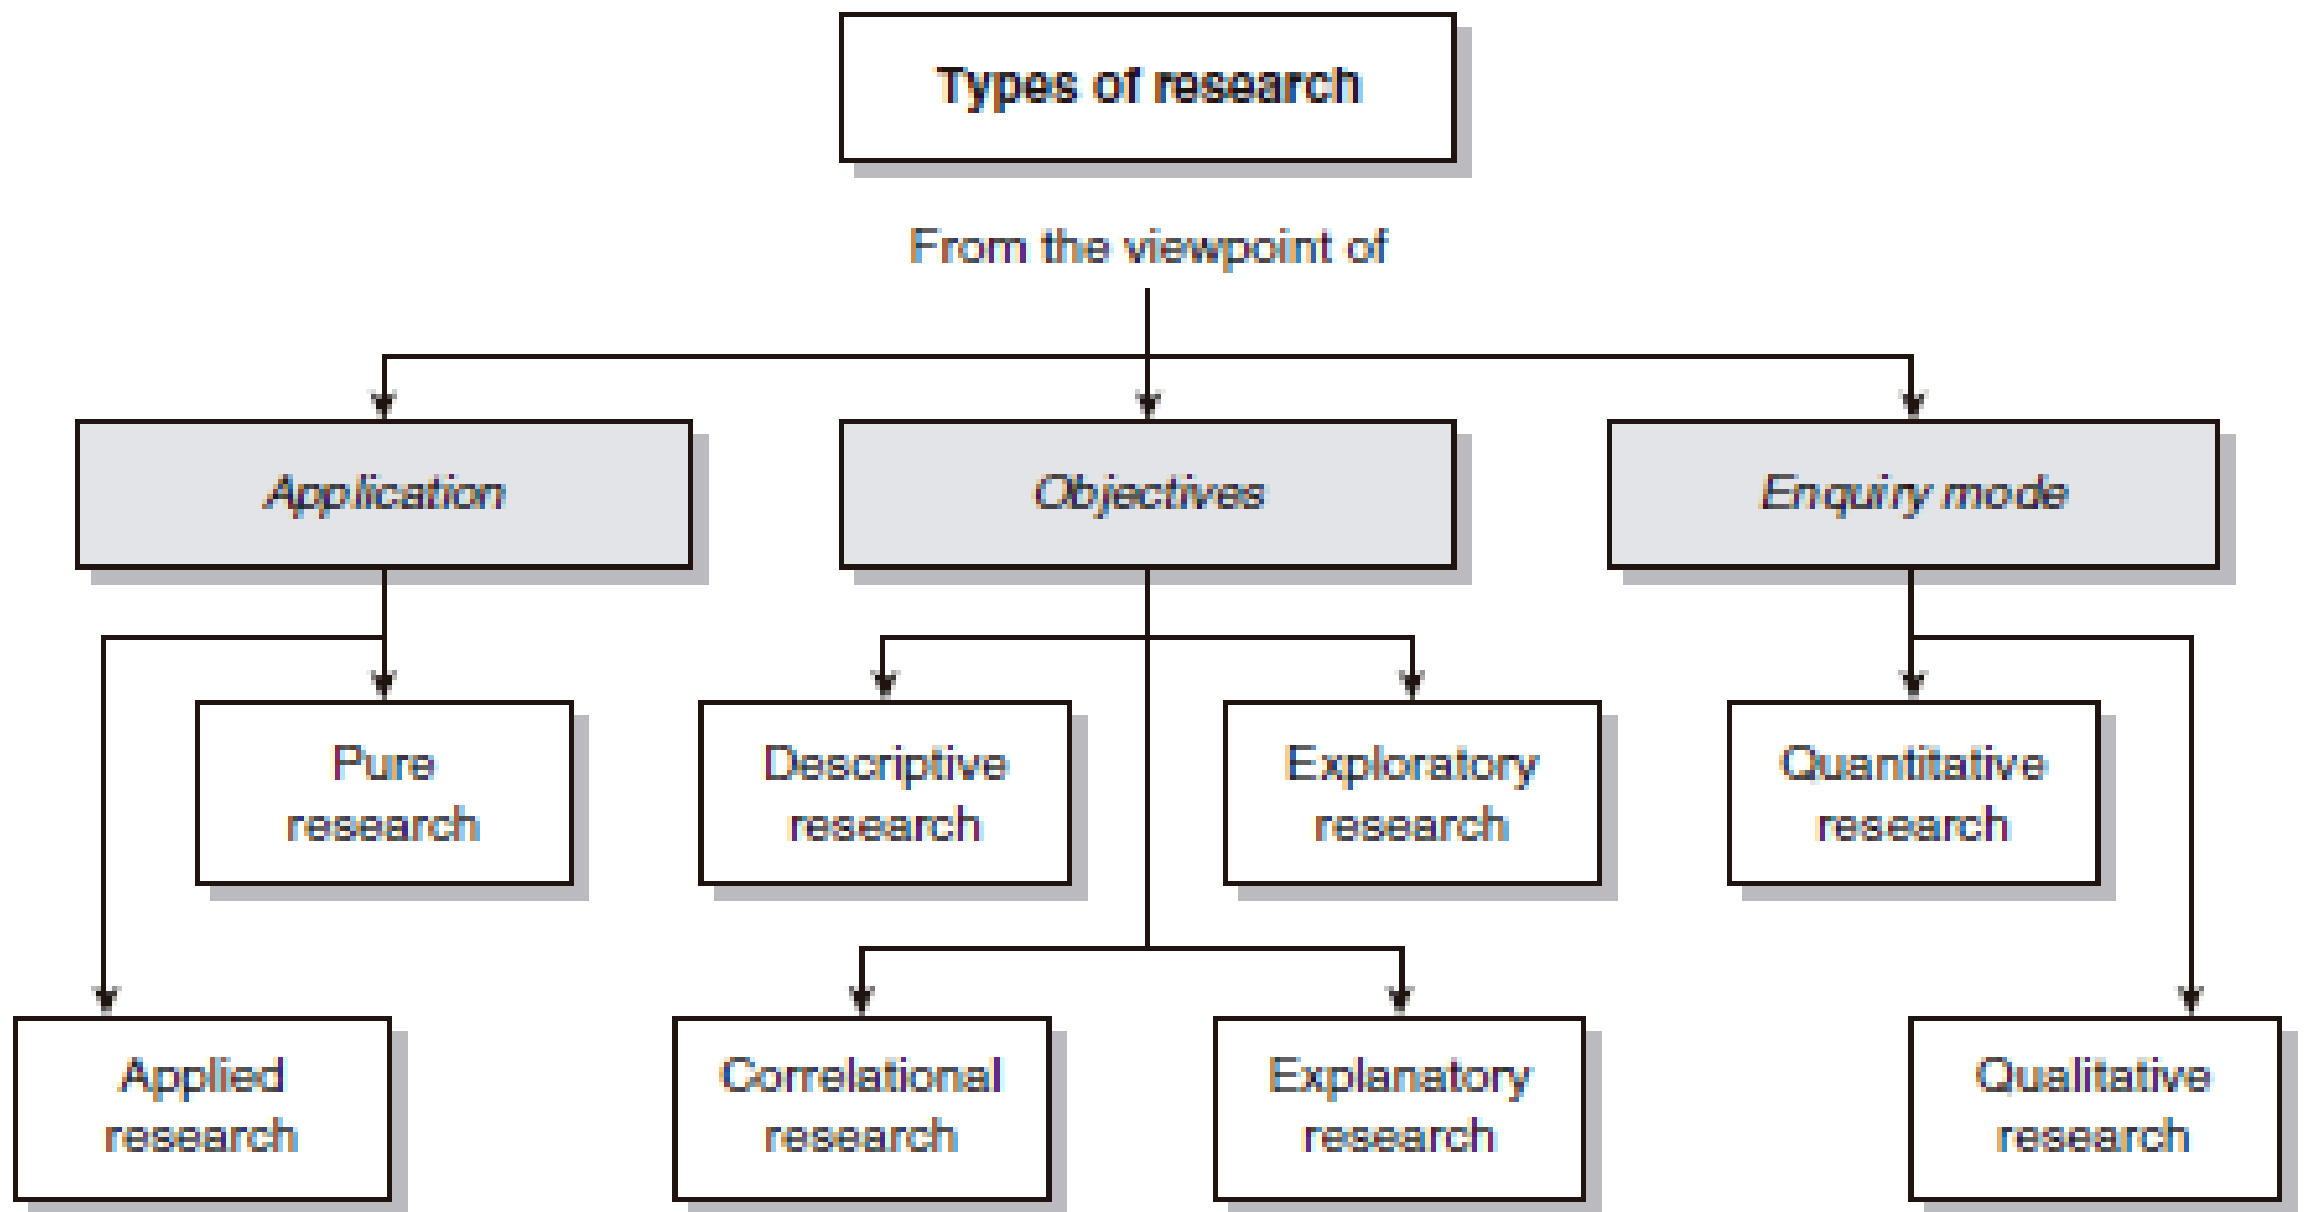 Types of research
From the viewpoint of
Application
Objectives
Enquiry mode
Pure
research
Descriptive
research
Exploratory
research
Quantitative
research
Applied
research
Correlational
research
Explanatory
research
Qualitative
research